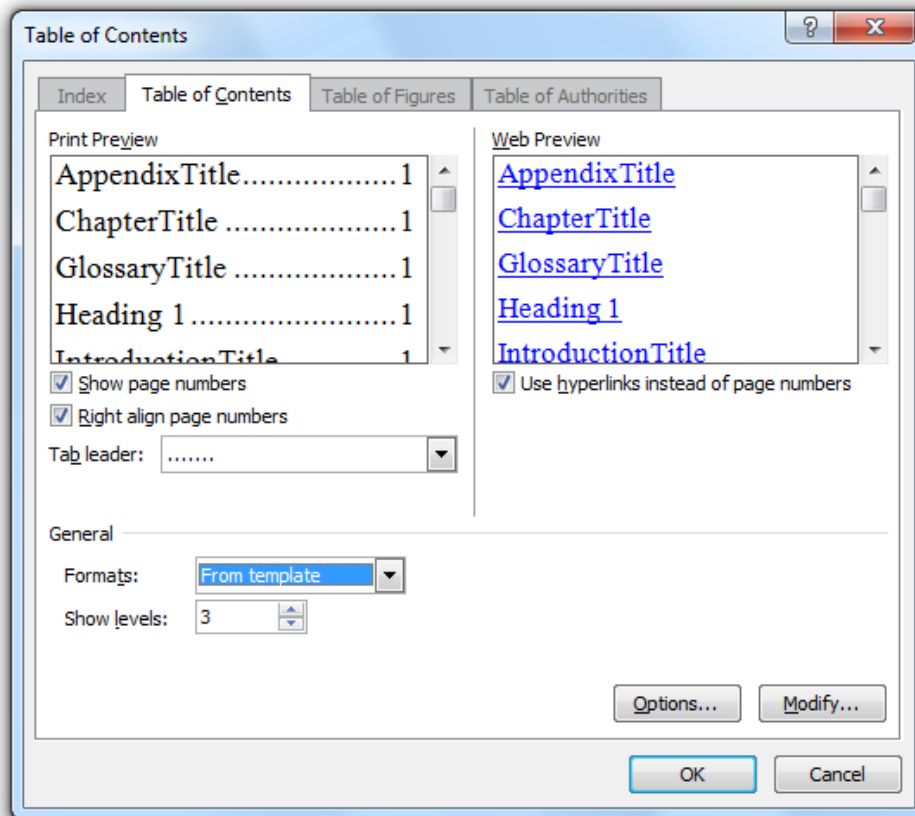 Table of Contents
Index
Table of Contents
Table of Figures
Table of Authorities
Print Preview
AppendixTitle...................1
ChapterTitle ...................1
GlossaryTitle ..................1
Heading 1.......................1
IntroductionTitle 1
Show page numbers
Right align page numbers
Tab leader: .......
Web Preview
AppendixTitle
ChapterTitle
GlossaryTitle
Heading 1
IntroductionTitle
Use hyperlinks instead of page numbers
General
Formats: From template
Show levels: 3
Options...
Modify...
OK
Cancel